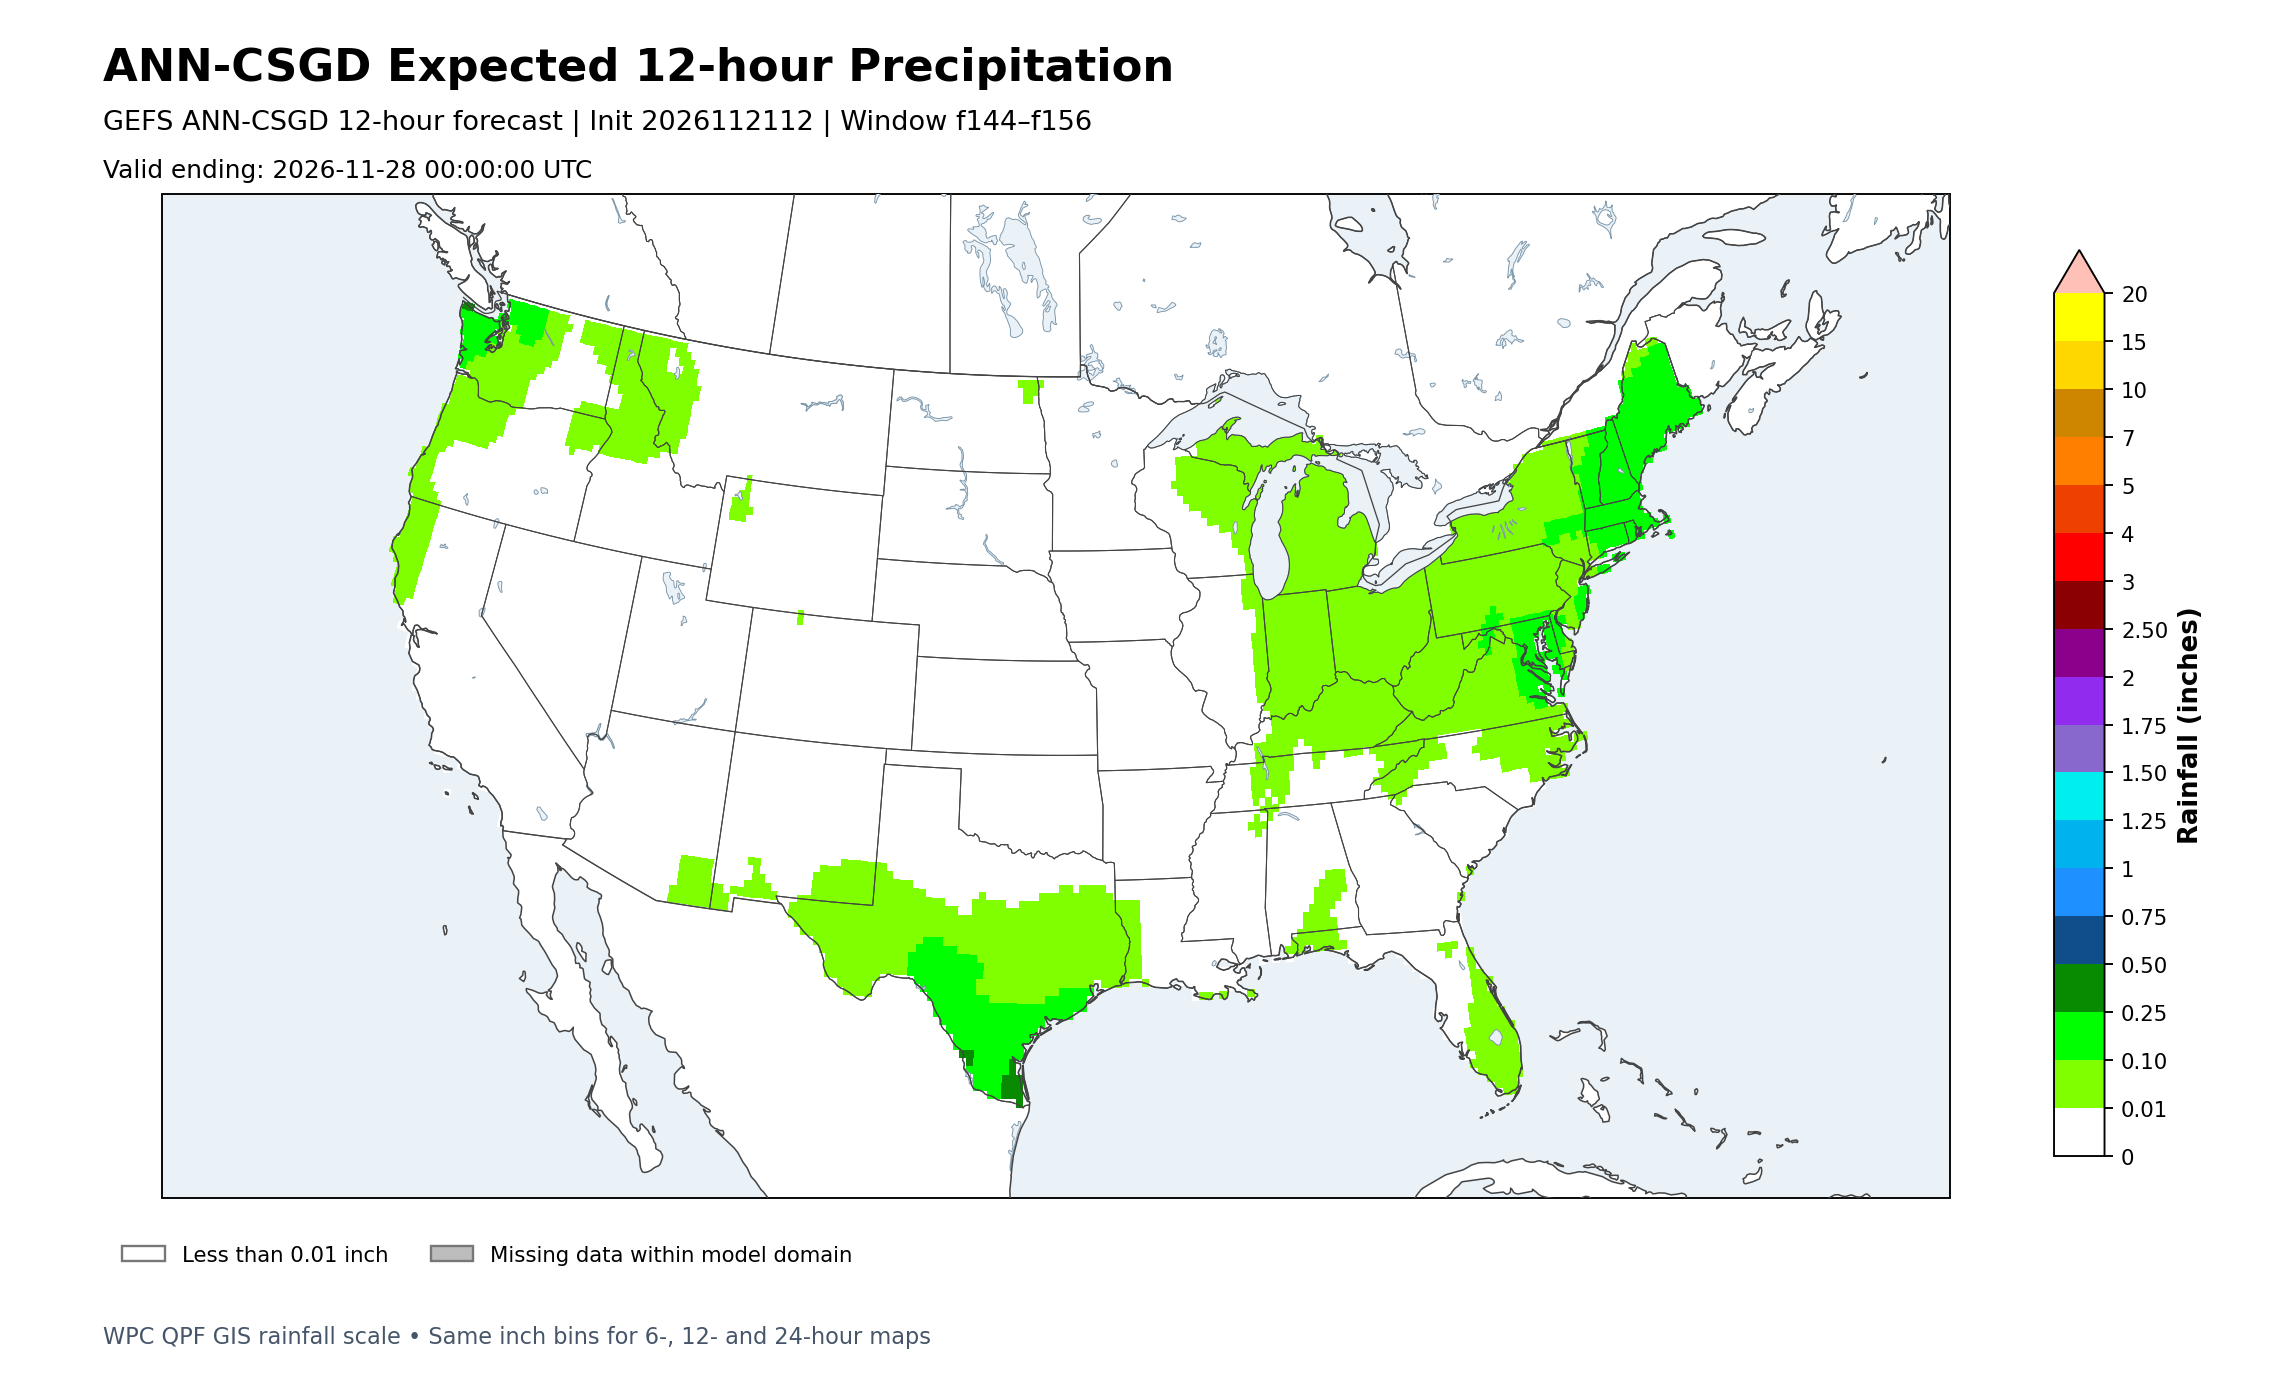 ANN-CSGD Expected 12-hour Precipitation
GEFS ANN-CSGD 12-hour forecast | Init 2026112112 | Window f144–f156
Valid ending: 2026-11-28 00:00:00 UTC
20
15
10
7
5
4
3
2.50
2
1.75
1.50
1.25
1
0.75
0.50
0.25
0.10
0.01
0
Rainfall (inches)
Less than 0.01 inch
Missing data within model domain
WPC QPF GIS rainfall scale • Same inch bins for 6-, 12- and 24-hour maps